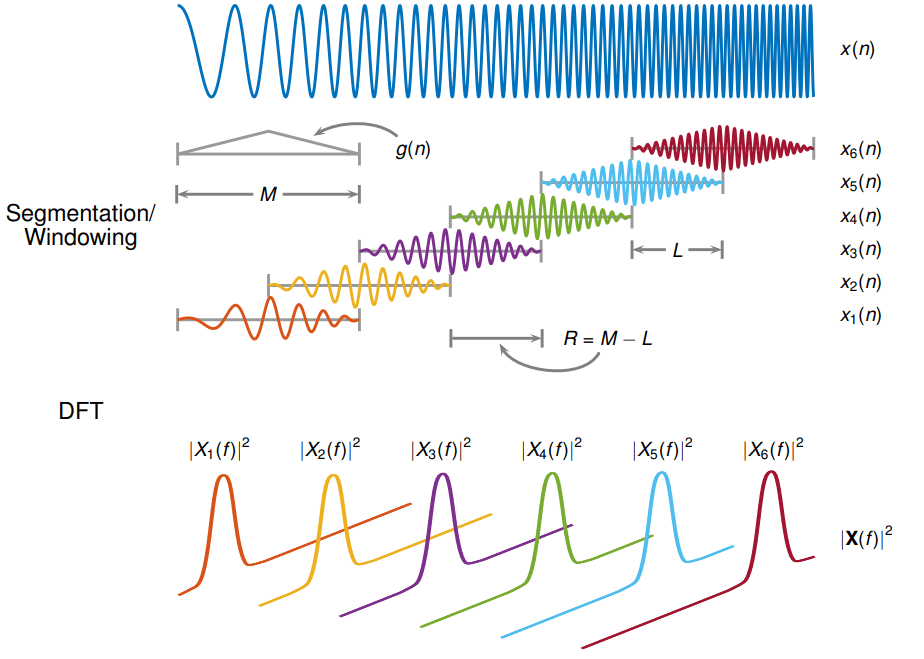 x(n)
g(n)
x₆(n)
M
x₅(n)
Segmentation/
Windowing
x₄(n)
L
x₃(n)
x₂(n)
x₁(n)
R = M − L
DFT
|X₁(f)|² |X₂(f)|² |X₃(f)|² |X₄(f)|² |X₅(f)|² |X₆(f)|²
|X(f)|²